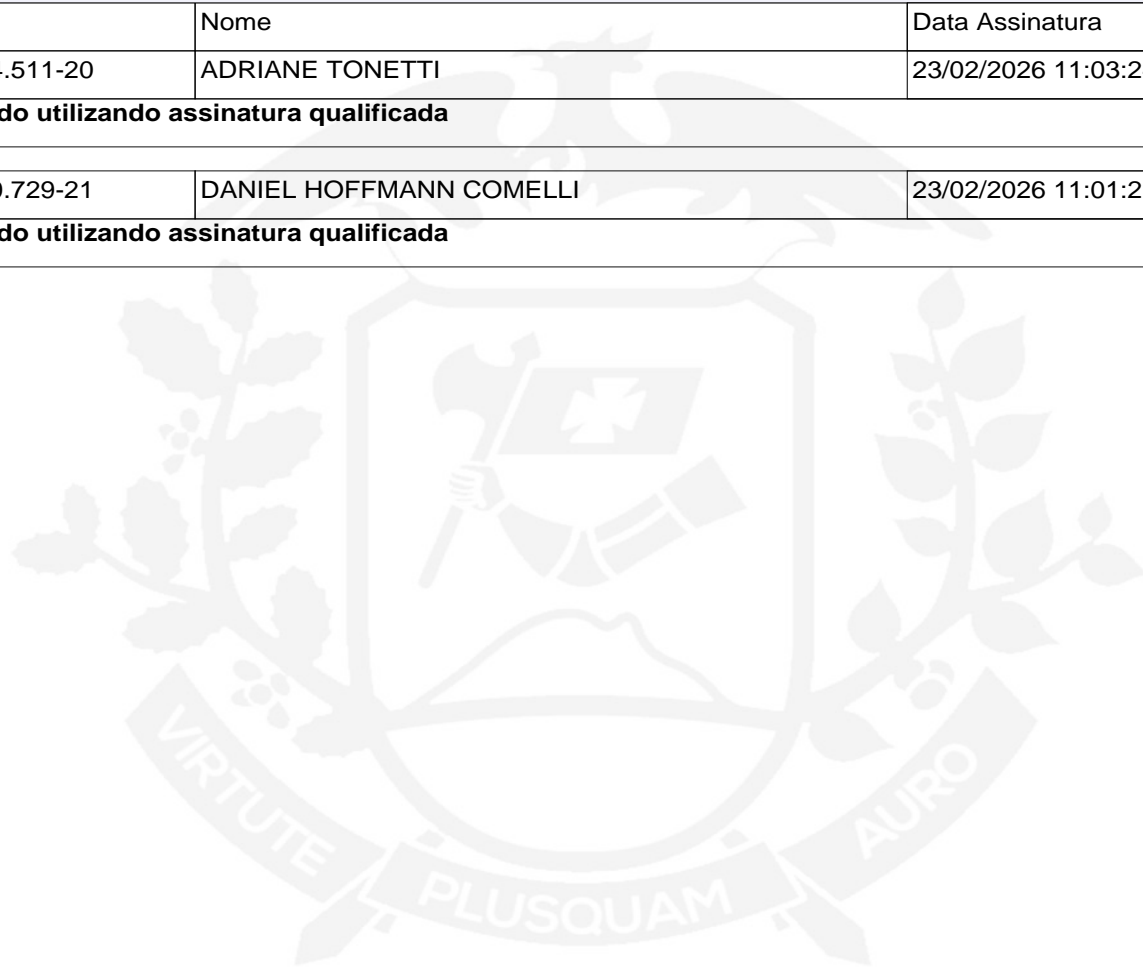 Nome Data Assinatura
.511-20 ADRIANE TONETTI 23/02/2026 11:03:2
do utilizando assinatura qualificada
.729-21 DANIEL HOFFMANN COMELLI 23/02/2026 11:01:2
do utilizando assinatura qualificada
VIRTUTE PLUSQUAM AURO